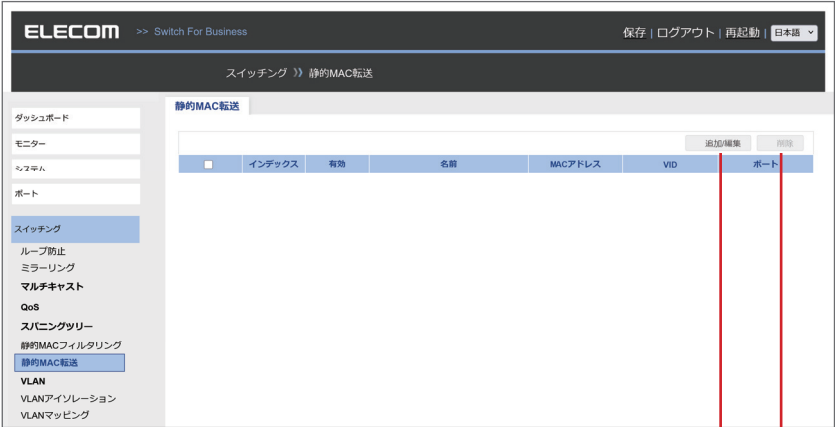 ELECOM >> Switch For Business 保存 | ログアウト | 再起動 | 日本語
スイッチング 》 静的MAC転送
静的MAC転送
追加/編集 削除
インデックス 有効 名前 MACアドレス VID ポート
ダッシュボード
モニター
システム
ポート
スイッチング
ループ防止
ミラーリング
マルチキャスト
QoS
スパニングツリー
静的MACフィルタリング
静的MAC転送
VLAN
VLANアイソレーション
VLANマッピング